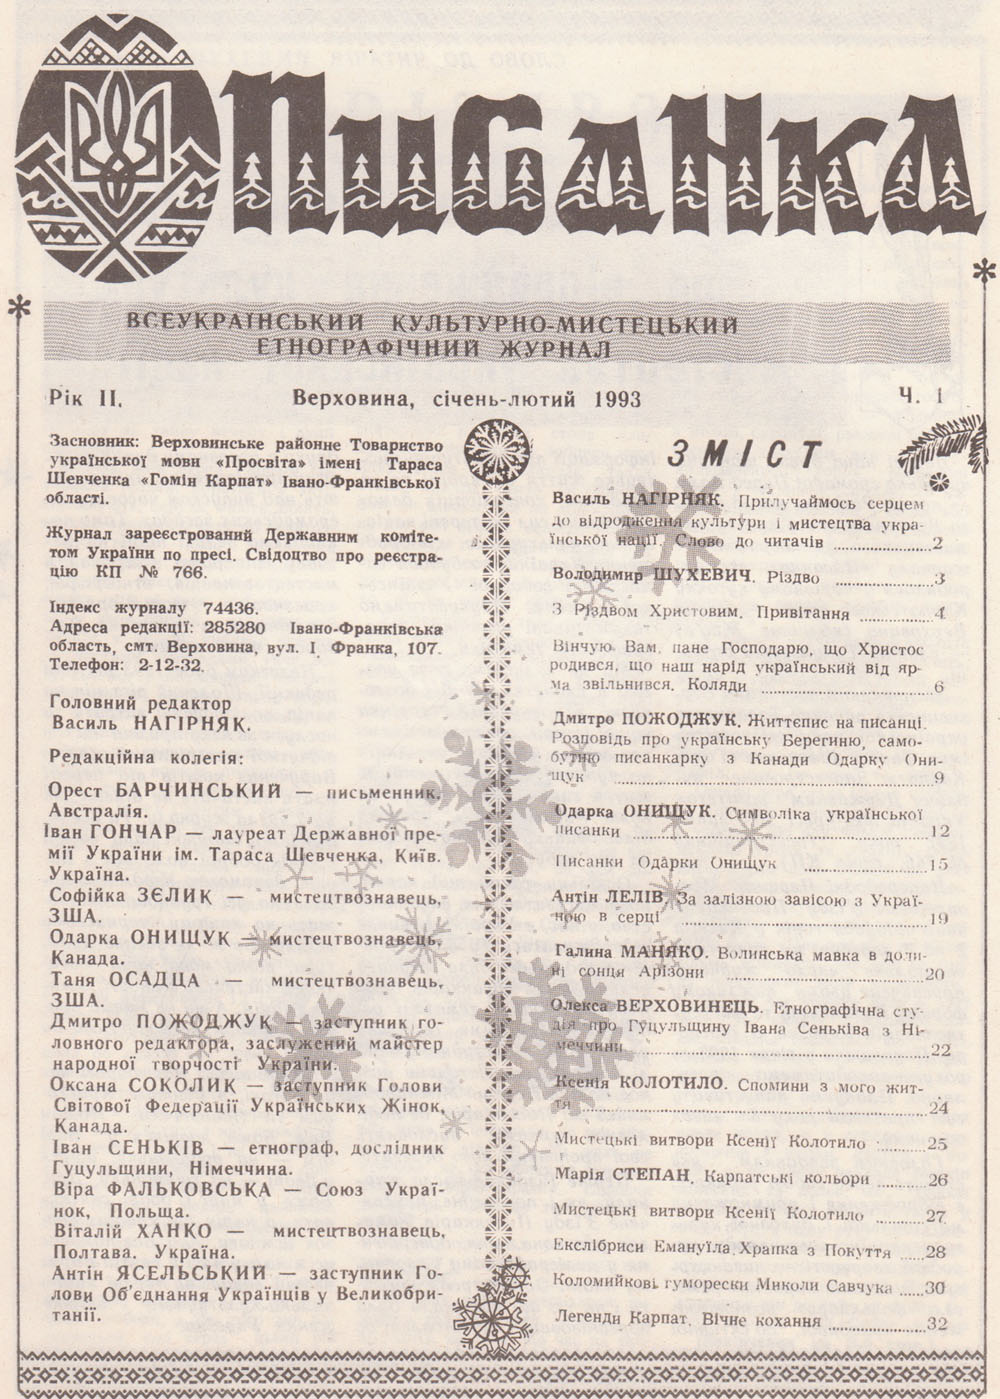 Писанка
ВСЕУКРАЇНСЬКИЙ КУЛЬТУРНО-МИСТЕЦЬКИЙ
ЕТНОГРАФІЧНИЙ ЖУРНАЛ
Рік II. Верховина, січень-лютий 1993 Ч. 1
Засновник: Верховинське районне Товариство
української мови «Просвіта» імені Тараса
Шевченка «Гомін Карпат» Івано-Франківської
області.
Журнал зареєстрований Державним коміте-
том України по пресі. Свідоцтво про реєстра-
цію КП № 766.
Індекс журналу 74436.
Адреса редакції: 285280 Івано-Франківська
область, смт. Верховина, вул. І. Франка, 107.
Телефон: 2-12-32.
Головний редактор
Василь НАГІРНЯК.
Редакційна колегія:
Орест БАРЧИНСЬКИЙ — письменник,
Австралія.
Іван ГОНЧАР — лауреат Державної пре-
мії України ім. Тараса Шевченка, Київ.
Україна.
Софійка ЗЄЛИК — мистецтвознавець,
ЗША.
Одарка ОНИЩУК — мистецтвознавець,
Канада.
Таня ОСАДЦА — мистецтвознавець,
ЗША.
Дмитро ПОЖОДЖУК — заступник го-
ловного редактора, заслужений майстер
народної творчості України.
Оксана СОКОЛИК — заступник Голови
Світової Федерації Українських Жінок,
Канада.
Іван СЕНЬКІВ — етнограф, дослідник
Гуцульщини, Німеччина.
Віра ФАЛЬКОВСЬКА — Союз Украї-
нок, Польща.
Віталій ХАНКО — мистецтвознавець,
Полтава. Україна.
Антін ЯСЕЛЬСЬКИЙ — заступник Го-
лови Об'єднання Українців у Великобри-
танії.
ЗМІСТ
Василь НАГІРНЯК. Прилучаймось серцем
до відродження культури і мистецтва укра-
їнської нації. Слово до читачів ........ 2
Володимир ШУХЕВИЧ. Різдво ........ 3
З Різдвом Христовим. Привітання ........ 4
Вінчую Вам, пане Господарю, що Христос
родився, що наш нарід український від яр-
ма звільнився. Коляди ........ 6
Дмитро ПОЖОДЖУК. Життєпис на писанці.
Розповідь про українську Берегиню, само-
бутню писанкарку з Канади Одарку Они-
щук ........ 9
Одарка ОНИЩУК. Символіка української
писанки ........ 12
Писанки Одарки Онищук ........ 15
Антін ЛЕЛІВ. За залізною завісою з Украї-
ною в серці ........ 19
Галина МАНЯКО. Волинська мавка в доли-
ні сонця Арізони ........ 20
Олекса ВЕРХОВИНЕЦЬ. Етнографічна сту-
дія про Гуцульщину Івана Сеньківа з Ні-
меччини ........ 22
Ксенія КОЛОТИЛО. Спомини з мого жит-
тя ........ 24
Мистецькі витвори Ксенії Колотило ........ 25
Марія СТЕПАН. Карпатські кольори ........ 26
Мистецькі витвори Ксенії Колотило ........ 27
Екслібриси Емануїла Храпка з Покуття ........ 28
Коломийкові гуморески Миколи Савчука ........ 30
Легенди Карпат. Вічне кохання ........ 32